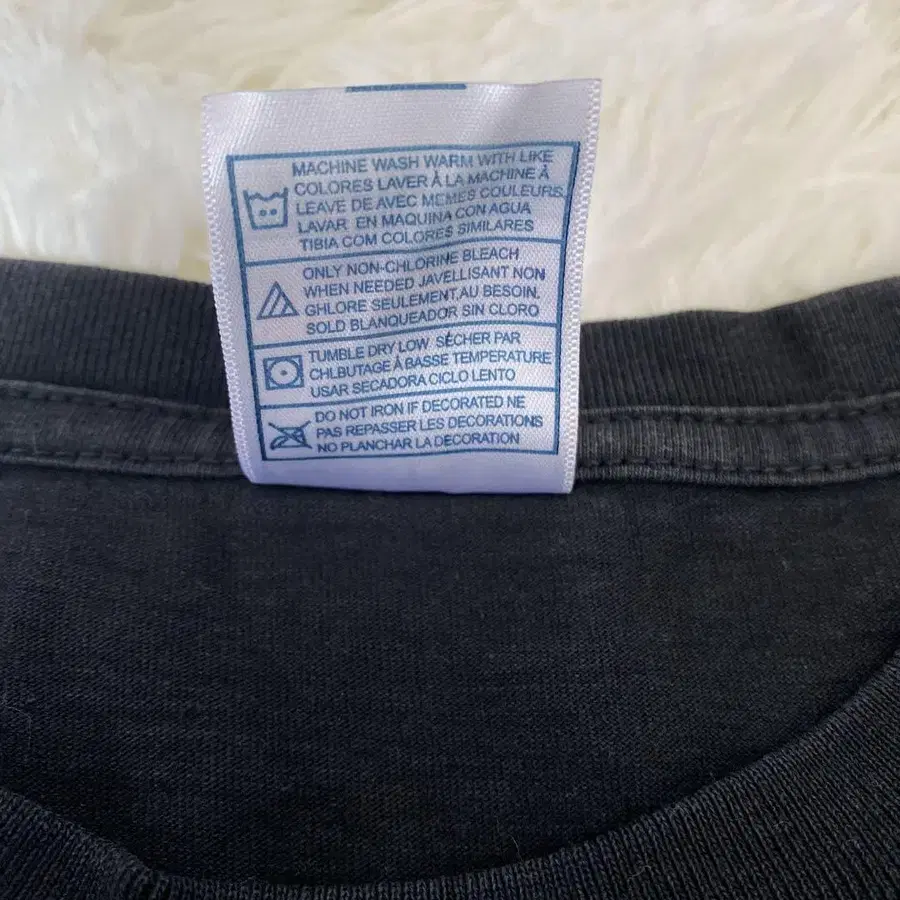 MACHINE WASH WARM WITH LIKE
COLORES LAVER À LA MACHINE À
LEAVE DE AVEC MEMES COULEURS.
LAVAR EN MAQUINA CON AGUA
TIBIA COM COLORES SIMILARES
ONLY NON-CHLORINE BLEACH
WHEN NEEDED JAVELLISANT NON
GHLORE SEULEMENT,AU BESOIN.
SOLD BLANQUEADOR SIN CLORO
TUMBLE DRY LOW SÉCHER PAR
CHLBUTAGE À BASSE TEMPERATURE
USAR SECADORA CICLO LENTO
DO NOT IRON IF DECORATED NE
PAS REPASSER LES DECORATIONS
NO PLANCHAR LA DECORATION